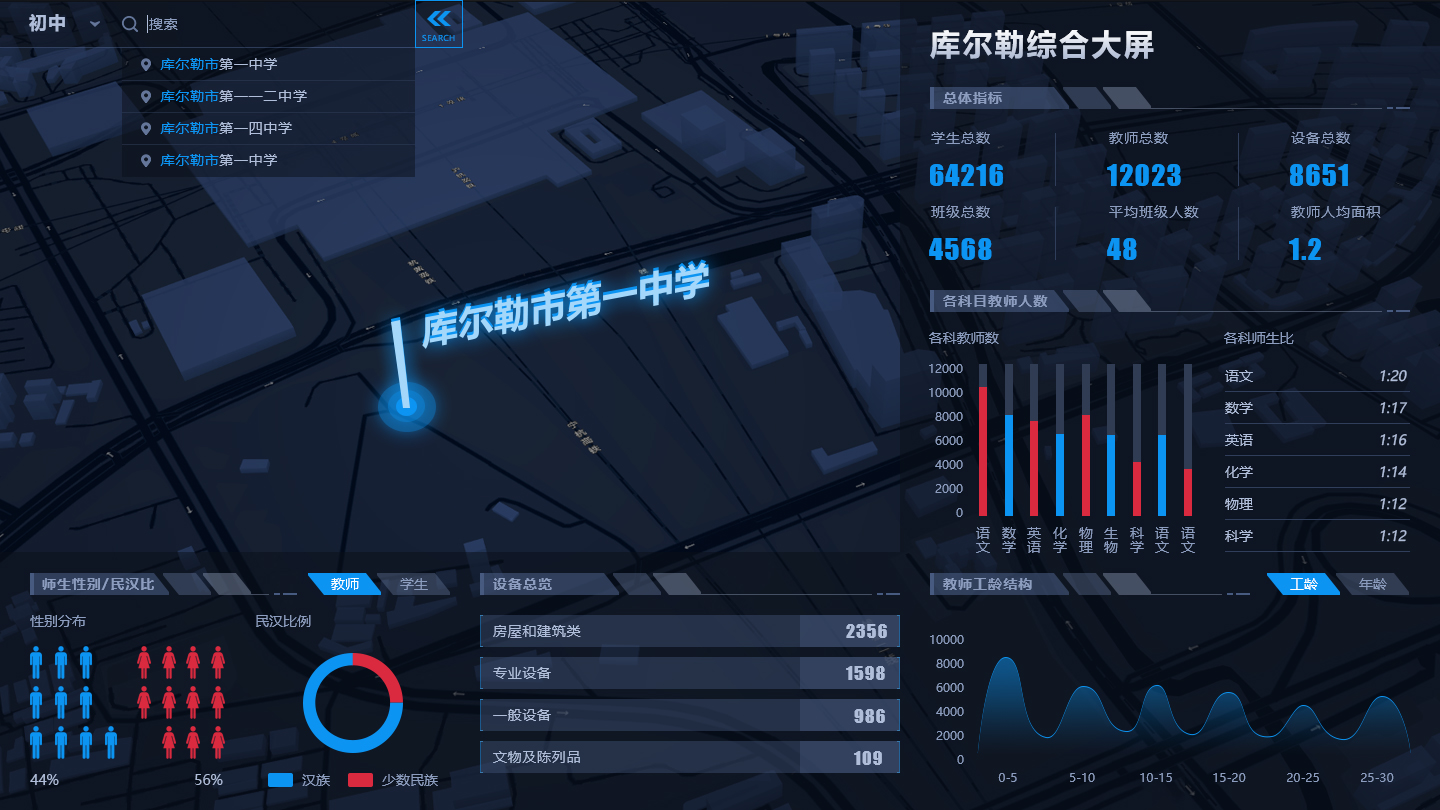 初中
搜索
SEARCH
库尔勒市第一中学
库尔勒市第一一二中学
库尔勒市第一四中学
库尔勒市第一中学
库尔勒市第一中学
库尔勒综合大屏
总体指标
学生总数 教师总数 设备总数
64216 12023 8651
班级总数 平均班级人数 教师人均面积
4568 48 1.2
各科目教师人数
各科教师数
12000
10000
8000
6000
4000
2000
0
语文 数学 英语 化学 物理 生物 科学 语文 语文
各科师生比
语文 1:20
数学 1:17
英语 1:16
化学 1:14
物理 1:12
科学 1:12
师生性别/民汉比
教师 学生
性别分布
44% 56%
民汉比例
汉族 少数民族
设备总览
房屋和建筑类 2356
专业设备 1598
一般设备 986
文物及陈列品 109
教师工龄结构
工龄 年龄
10000
8000
6000
4000
2000
0
0-5 5-10 10-15 15-20 20-25 25-30